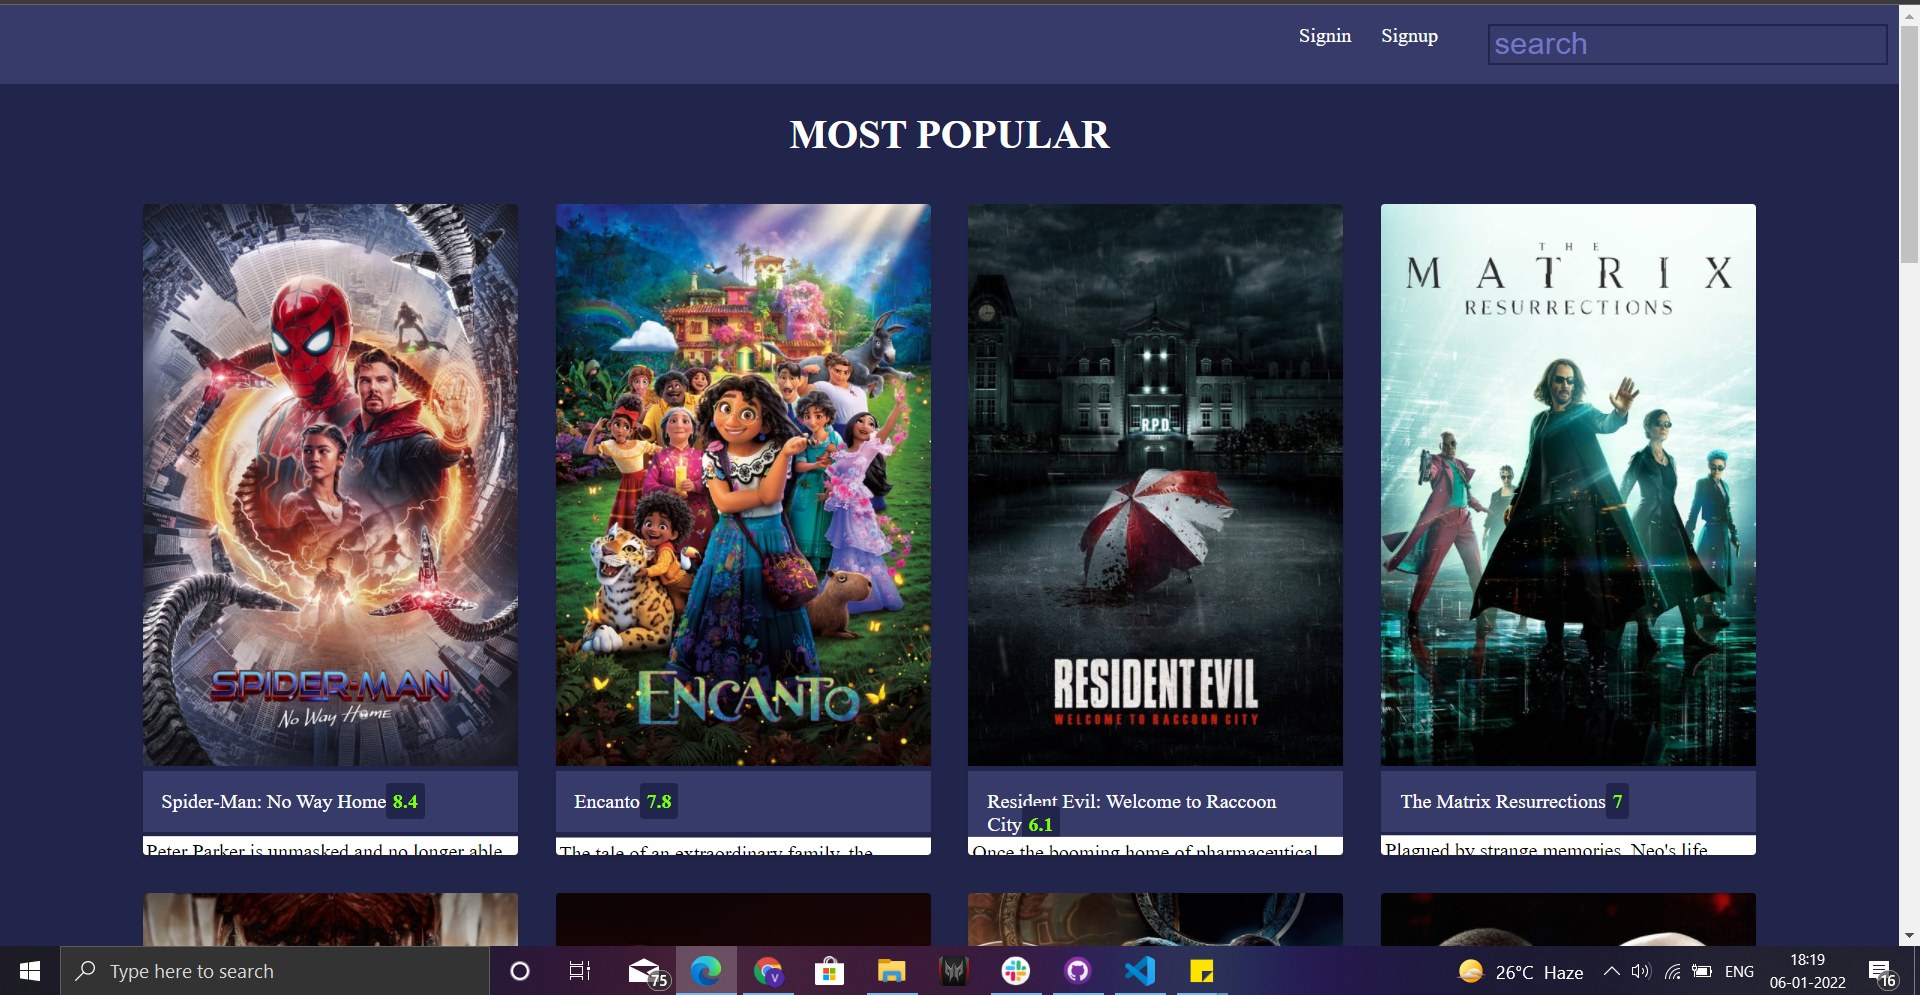 Signin Signup search
MOST POPULAR
SPIDER-MAN
No Way Home
ENCANTO
R.P.D.
RESIDENT EVIL
WELCOME TO RACCOON CITY
THE
MATRIX
RESURRECTIONS
Spider-Man: No Way Home 8.4
Peter Parker is unmasked and no longer able
Encanto 7.8
The tale of an extraordinary family, the
Resident Evil: Welcome to Raccoon
City 6.1
Once the booming home of pharmaceutical
The Matrix Resurrections 7
Plagued by strange memories, Neo's life
Type here to search
75
V
26°C Haze
ENG
18:19
06-01-2022
16